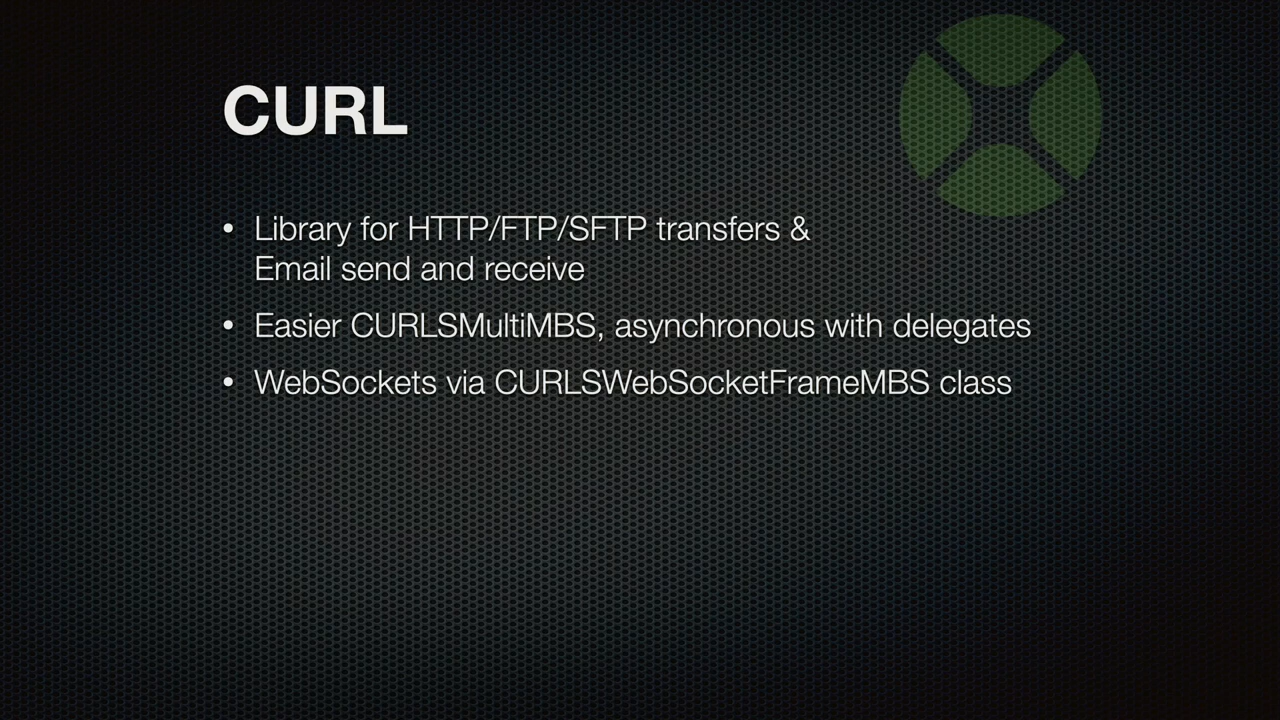 CURL
• Library for HTTP/FTP/SFTP transfers &
Email send and receive
• Easier CURLSMultiMBS, asynchronous with delegates
• WebSockets via CURLSWebSocketFrameMBS class